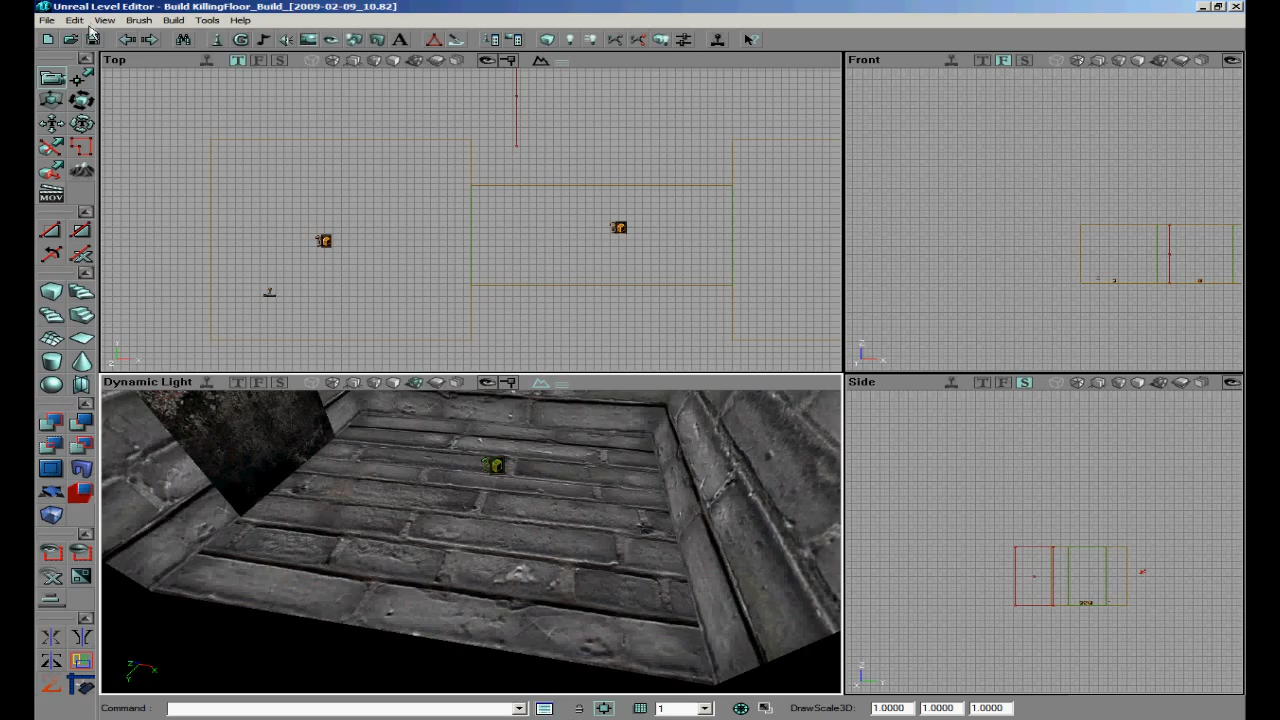 Unreal Level Editor - Build KillingFloor_Build_[2009-02-09_10.82]
File Edit View Brush Build Tools Help
Top T F S
Front T F S
MOV
Dynamic Light T F S
Side T F S
Command : 1 DrawScale3D: 1.0000 1.0000 1.0000